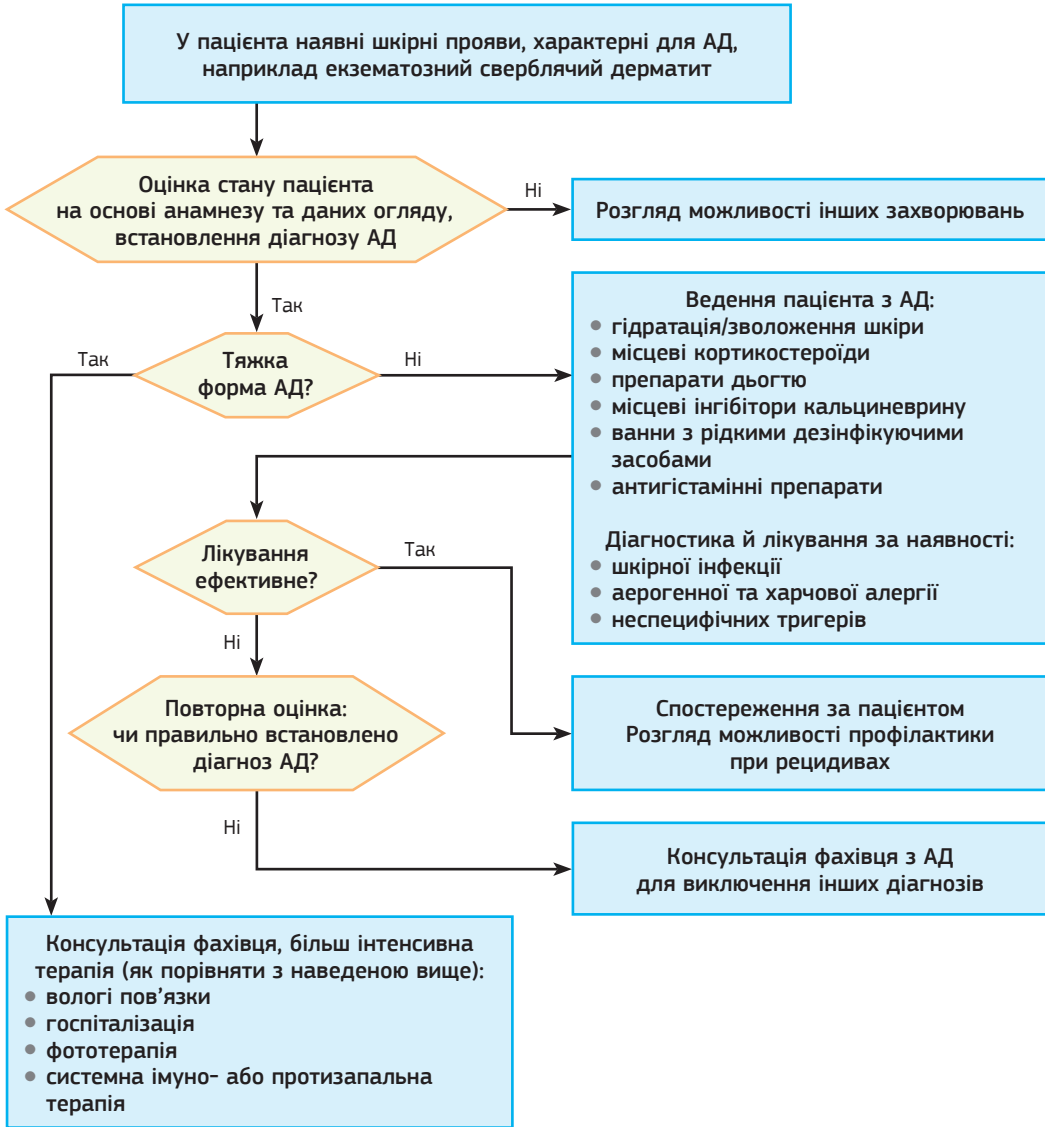 У пацієнта наявні шкірні прояви, характерні для АД,
наприклад екзематозний сверблячий дерматит
Оцінка стану пацієнта
на основі анамнезу та даних огляду,
встановлення діагнозу АД
Ні
Розгляд можливості інших захворювань
Так
Тяжка
форма АД?
Так
Ні
Ведення пацієнта з АД:
● гідратація/зволоження шкіри
● місцеві кортикостероїди
● препарати дьогтю
● місцеві інгібітори кальциневрину
● ванни з рідкими дезінфікуючими
засобами
● антигістамінні препарати
Діагностика й лікування за наявності:
● шкірної інфекції
● аерогенної та харчової алергії
● неспецифічних тригерів
Лікування
ефективне?
Так
Ні
Спостереження за пацієнтом
Розгляд можливості профілактики
при рецидивах
Повторна оцінка:
чи правильно встановлено
діагноз АД?
Ні
Консультація фахівця з АД
для виключення інших діагнозів
Консультація фахівця, більш інтенсивна
терапія (як порівняти з наведеною вище):
● вологі пов’язки
● госпіталізація
● фототерапія
● системна імуно- або протизапальна
терапія